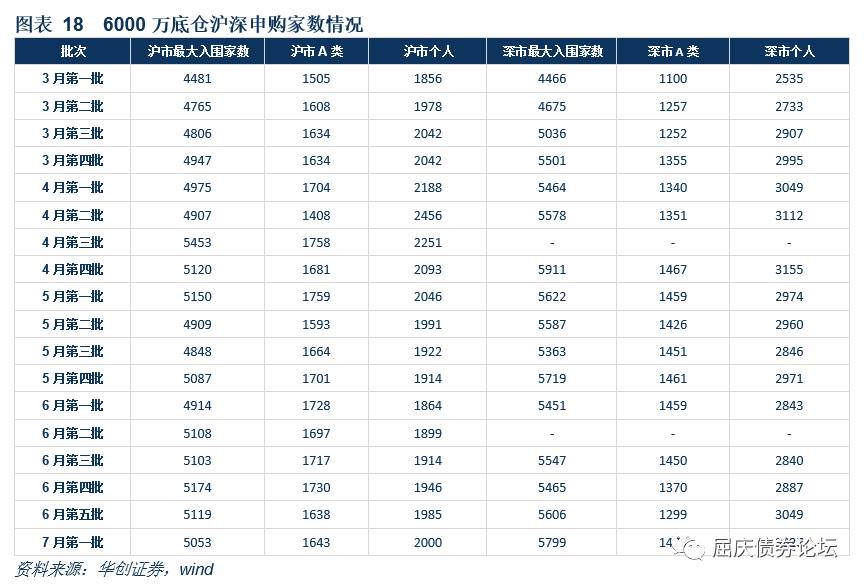 图表 18 6000 万底仓沪深申购家数情况
批次 沪市最大入围家数 沪市 A 类 沪市个人 深市最大入围家数 深市 A 类 深市个人
3 月第一批 4481 1505 1856 4466 1100 2535
3 月第二批 4765 1608 1978 4675 1257 2733
3 月第三批 4806 1634 2042 5036 1252 2907
3 月第四批 4947 1634 2042 5501 1355 2995
4 月第一批 4975 1704 2188 5464 1340 3049
4 月第二批 4907 1408 2456 5578 1351 3112
4 月第三批 5453 1758 2251 - - -
4 月第四批 5120 1681 2093 5911 1467 3155
5 月第一批 5150 1759 2046 5622 1459 2974
5 月第二批 4909 1593 1991 5587 1426 2960
5 月第三批 4848 1664 1922 5363 1451 2846
5 月第四批 5087 1701 1914 5719 1461 2971
6 月第一批 4914 1728 1864 5451 1459 2843
6 月第二批 5108 1697 1899 - - -
6 月第三批 5103 1717 1914 5547 1450 2840
6 月第四批 5174 1730 1946 5465 1370 2887
6 月第五批 5119 1638 1985 5606 1299 3049
7 月第一批 5053 1643 2000 5799
屈庆债券论坛
资料来源：华创证券，wind